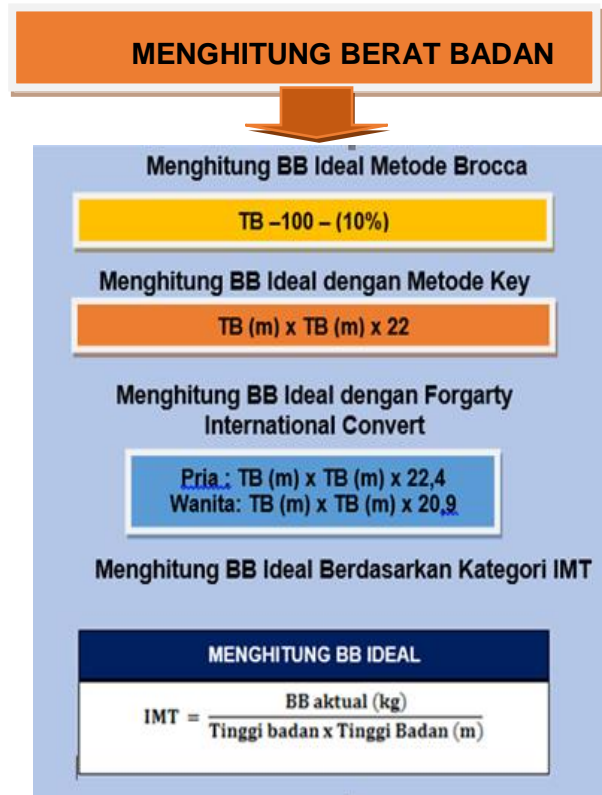 MENGHITUNG BERAT BADAN
Menghitung BB Ideal Metode Brocca
TB –100 – (10%)
Menghitung BB Ideal dengan Metode Key
TB (m) x TB (m) x 22
Menghitung BB Ideal dengan Forgarty
International Convert
Pria : TB (m) x TB (m) x 22,4
Wanita: TB (m) x TB (m) x 20,9
Menghitung BB Ideal Berdasarkan Kategori IMT
MENGHITUNG BB IDEAL
IMT = BB aktual (kg)
Tinggi badan x Tinggi Badan (m)